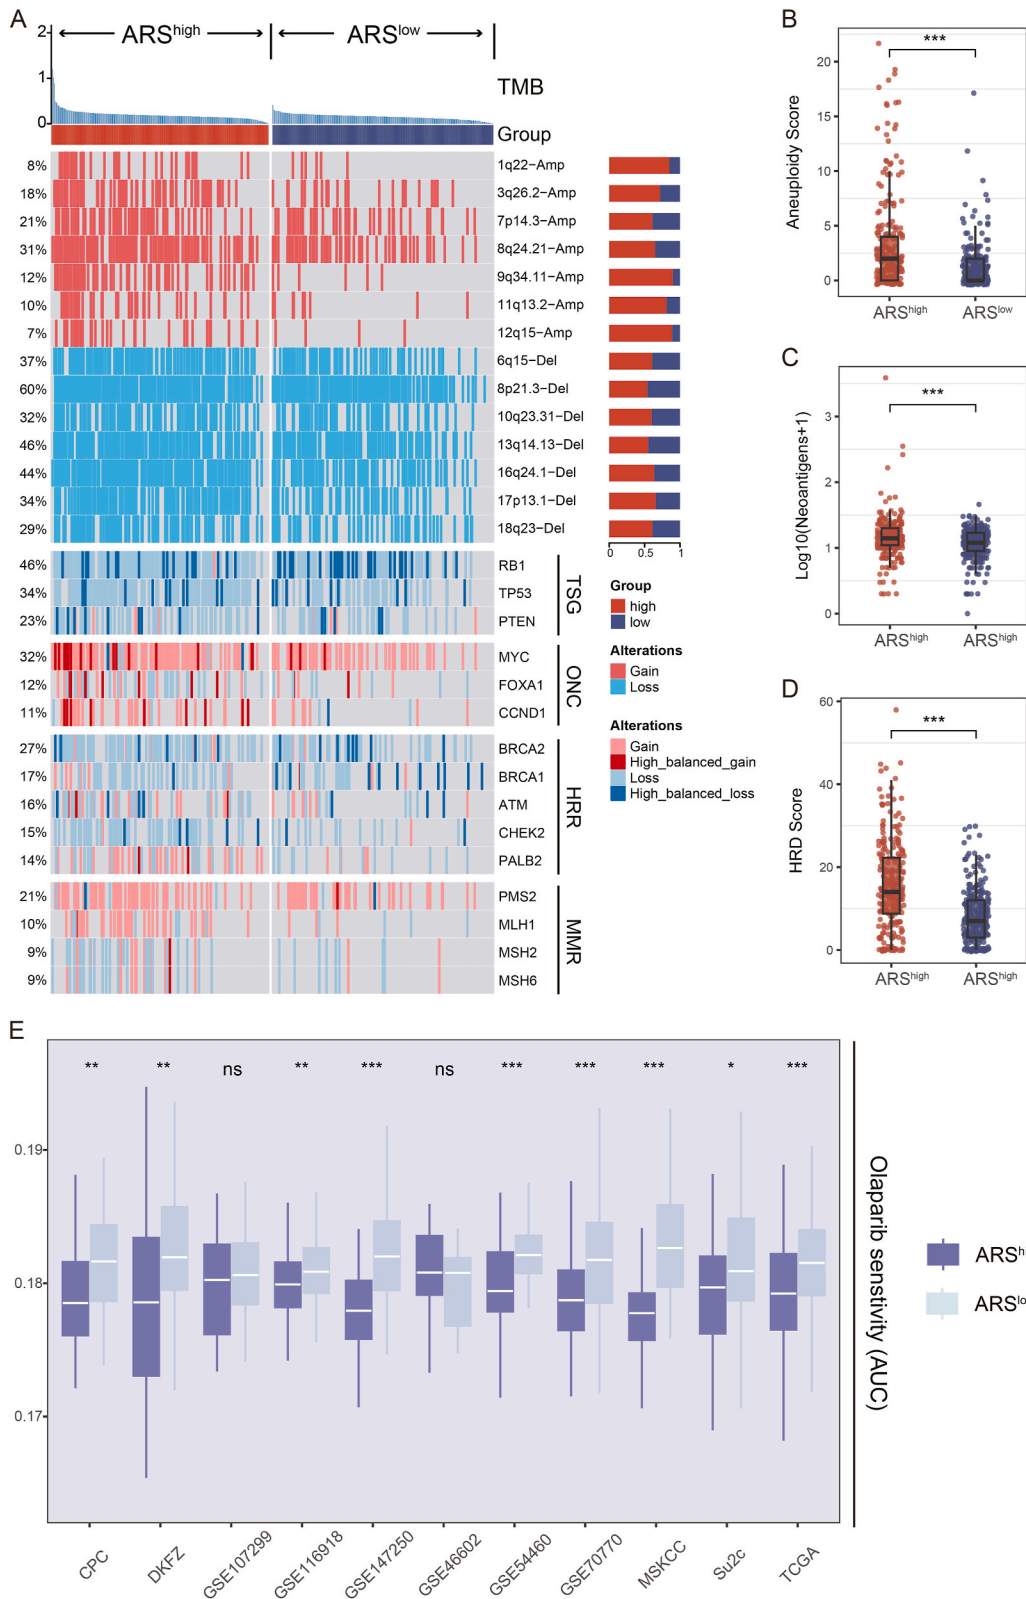 A
ARShigh
ARSlow
2
1
0
TMB
Group
8% 1q22-Amp
18% 3q26.2-Amp
21% 7p14.3-Amp
31% 8q24.21-Amp
12% 9q34.11-Amp
10% 11q13.2-Amp
7% 12q15-Amp
37% 6q15-Del
60% 8p21.3-Del
32% 10q23.31-Del
46% 13q14.13-Del
44% 16q24.1-Del
34% 17p13.1-Del
29% 18q23-Del
0 0.5 1
46% RB1
34% TP53
23% PTEN
TSG
32% MYC
12% FOXA1
11% CCND1
ONC
27% BRCA2
17% BRCA1
16% ATM
15% CHEK2
14% PALB2
HRR
21% PMS2
10% MLH1
9% MSH2
9% MSH6
MMR
Group
high
low
Alterations
Gain
Loss
Alterations
Gain
High_balanced_gain
Loss
High_balanced_loss
B
***
Aneuploidy Score
20
15
10
5
0
ARShigh ARSlow
C
***
Log10(Neoantigens+1)
3
2
1
0
ARShigh ARShigh
D
***
HRD Score
60
40
20
0
ARShigh ARShigh
E
** ** ns ** *** ns *** *** *** * ***
0.19
0.18
0.17
CPC DKFZ GSE107299 GSE116918 GSE147250 GSE46602 GSE54460 GSE70770 MSKCC Su2c TCGA
Olaparib senstivity (AUC)
ARSh
ARSlo